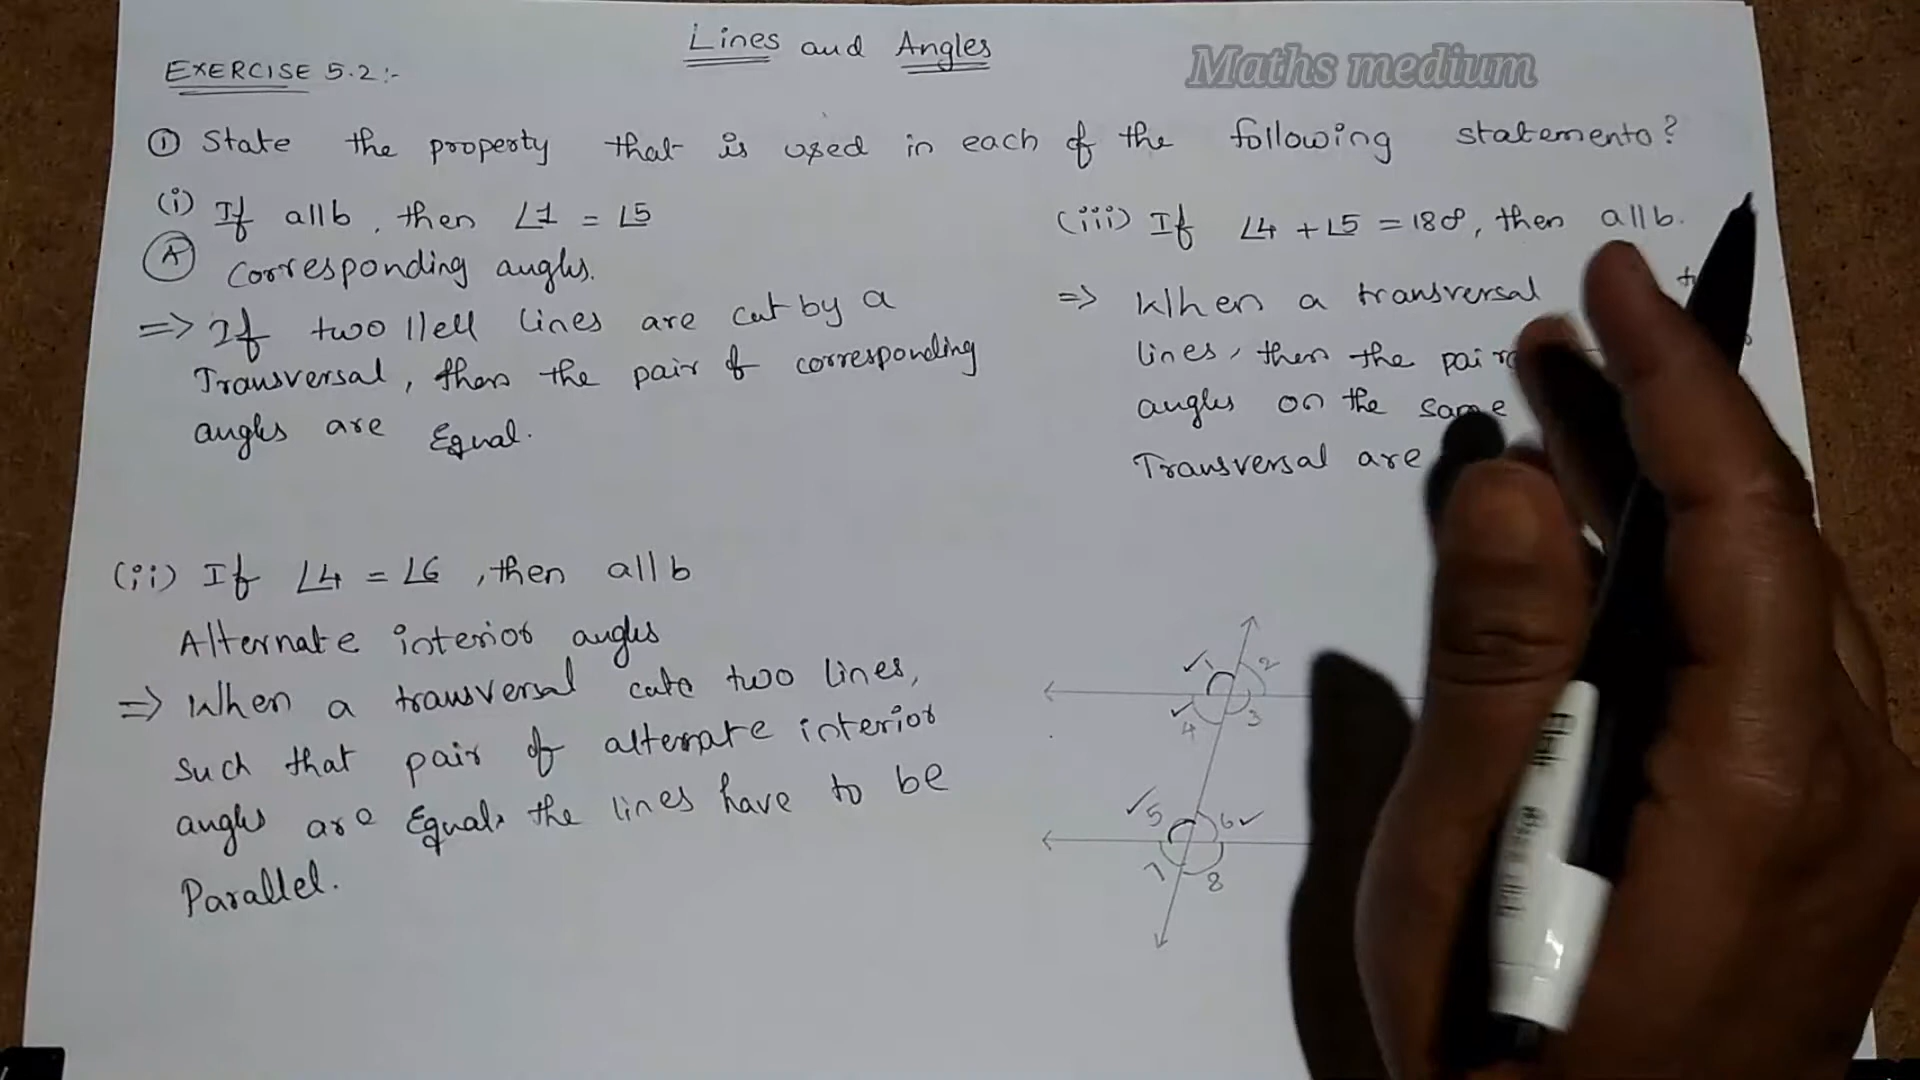 Lines and Angles
Maths medium
EXERCISE 5.2:-
① State the property that is used in each of the following statements?
(i) If a||b, then ∠1 = ∠5
(A) Corresponding angles.
=> If two ||ell lines are cut by a
Transversal, then the pair of corresponding
angles are Equal.
(ii) If ∠4 = ∠6, then a||b
Alternate interior angles
=> When a transversal cuts two lines,
Such that pair of alternate interior
angles are Equal, the lines have to be
Parallel.
(iii) If ∠4 + ∠5 = 180, then a||b.
=> When a transversal
lines, then the pair
angles on the same
Transversal are
1 2
4 3
5 6
7 8